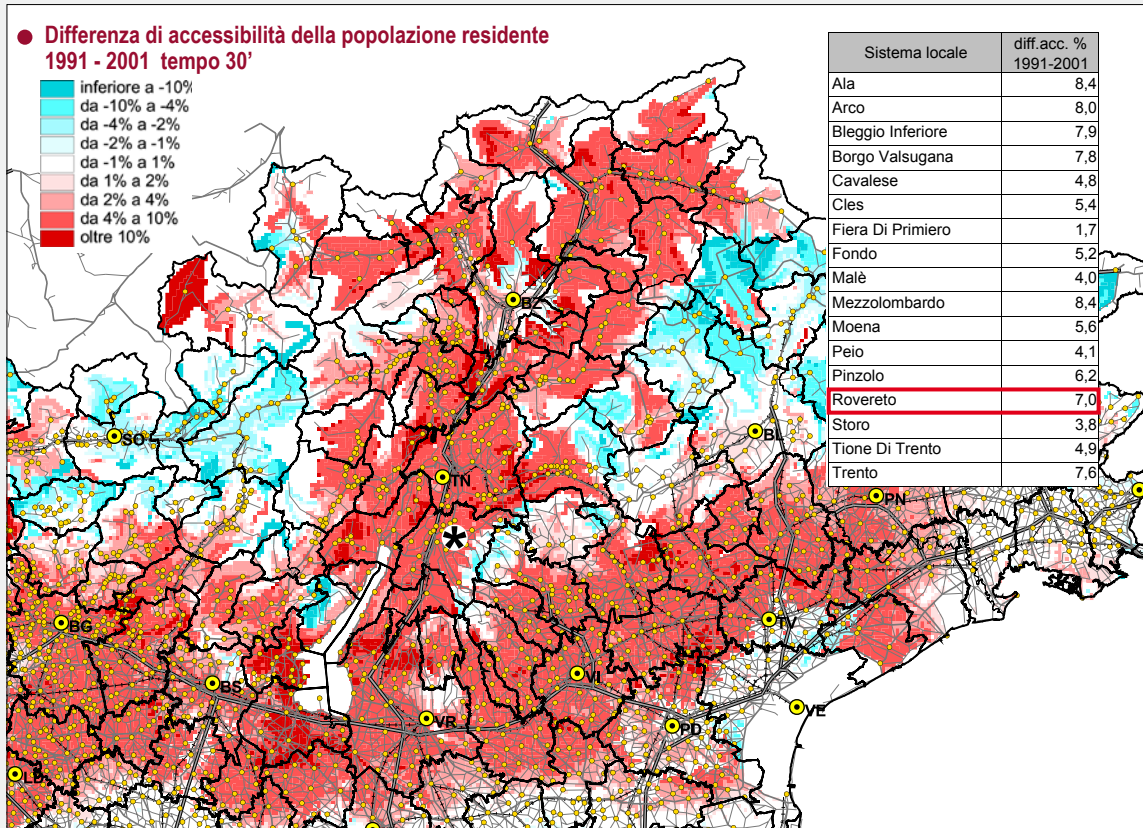 ● Differenza di accessibilità della popolazione residente
1991 - 2001 tempo 30'
inferiore a -10%
da -10% a -4%
da -4% a -2%
da -2% a -1%
da -1% a 1%
da 1% a 2%
da 2% a 4%
da 4% a 10%
oltre 10%
Sistema locale diff.acc. % 1991-2001
Ala 8,4
Arco 8,0
Bleggio Inferiore 7,9
Borgo Valsugana 7,8
Cavalese 4,8
Cles 5,4
Fiera Di Primiero 1,7
Fondo 5,2
Malè 4,0
Mezzolombardo 8,4
Moena 5,6
Peio 4,1
Pinzolo 6,2
Rovereto 7,0
Storo 3,8
Tione Di Trento 4,9
Trento 7,6
BZ
SO
BL
TN
*
PN
BG
TV
BS
VI
VR
PD
VE